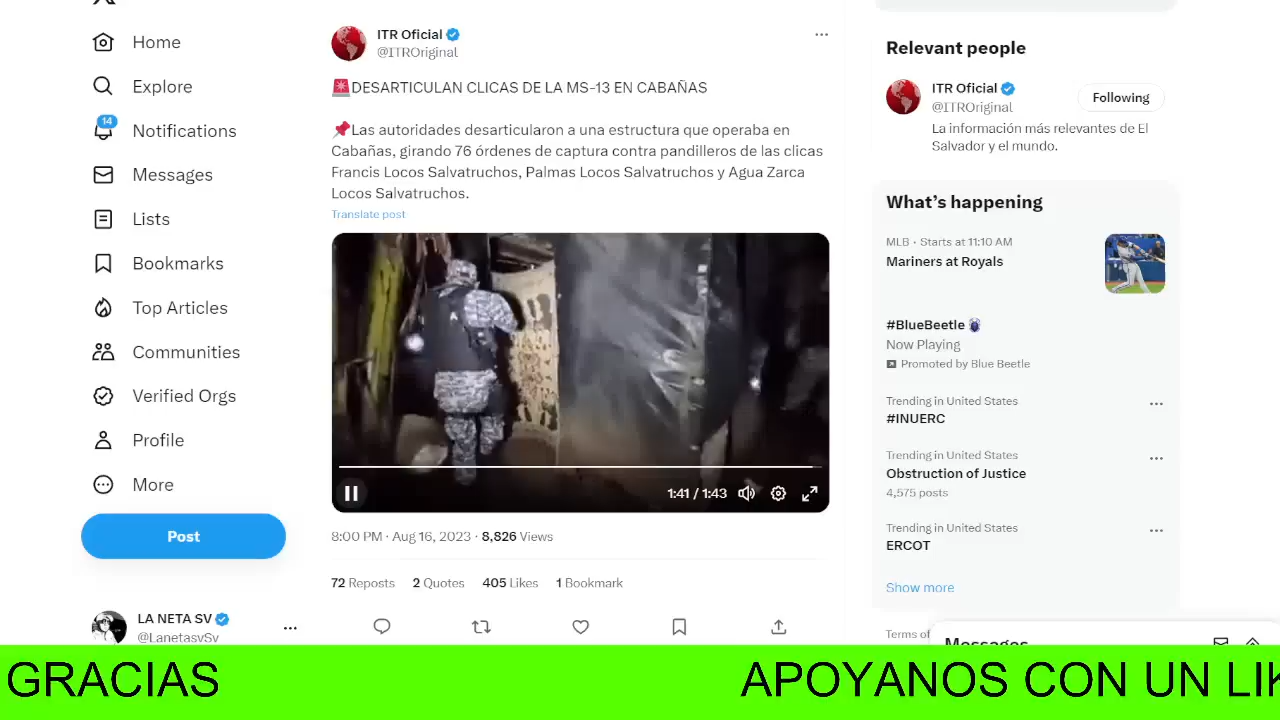 Home
Explore
14
Notifications
Messages
Lists
Bookmarks
Top Articles
Communities
Verified Orgs
Profile
More
Post
LA NETA SV
@LanetasvSv
ITR Oficial
@ITROriginal
🚨DESARTICULAN CLICAS DE LA MS-13 EN CABAÑAS
📌Las autoridades desarticularon a una estructura que operaba en
Cabañas, girando 76 órdenes de captura contra pandilleros de las clicas
Francis Locos Salvatruchos, Palmas Locos Salvatruchos y Agua Zarca
Locos Salvatruchos.
Translate post
1:41 / 1:43
8:00 PM · Aug 16, 2023 · 8,826 Views
72 Reposts 2 Quotes 405 Likes 1 Bookmark
Relevant people
ITR Oficial
@ITROriginal
Following
La información más relevantes de El
Salvador y el mundo.
What's happening
MLB · Starts at 11:10 AM
Mariners at Royals
#BlueBeetle
Now Playing
Promoted by Blue Beetle
Trending in United States
#INUERC
Trending in United States
Obstruction of Justice
4,575 posts
Trending in United States
ERCOT
Show more
Terms of
Messages
GRACIAS APOYANOS CON UN LIK